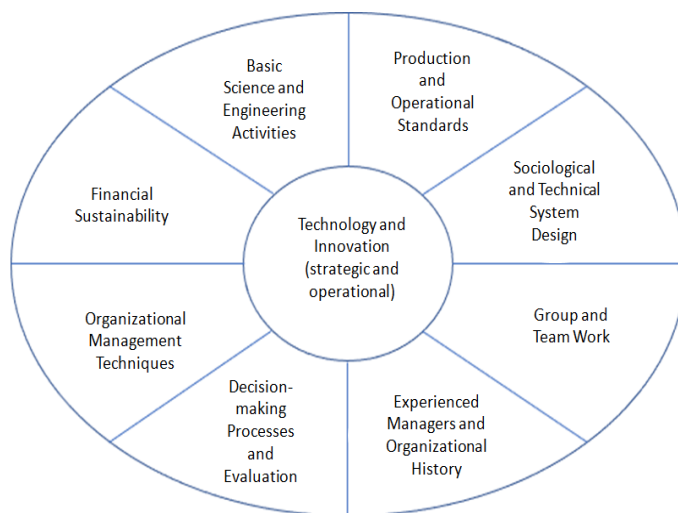 Basic
Science and
Engineering
Activities
Production
and
Operational
Standards
Sociological
and Technical
System
Design
Group and
Team Work
Experienced
Managers and
Organizational
History
Decision-
making
Processes
and
Evaluation
Organizational
Management
Techniques
Financial
Sustainability
Technology and
Innovation
(strategic and
operational)